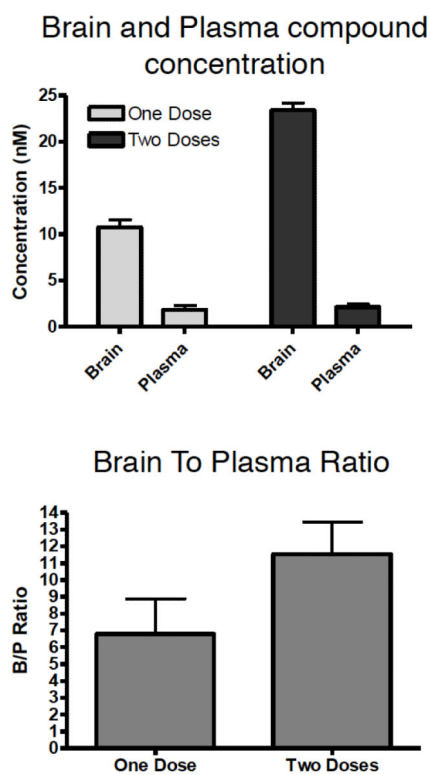 Brain and Plasma compound
concentration
Concentration (nM)
25
20
15
10
5
0
One Dose
Two Doses
Brain
Plasma
Brain
Plasma
Brain To Plasma Ratio
B/P Ratio
14
13
12
11
10
9
8
7
6
5
4
3
2
1
0
One Dose
Two Doses